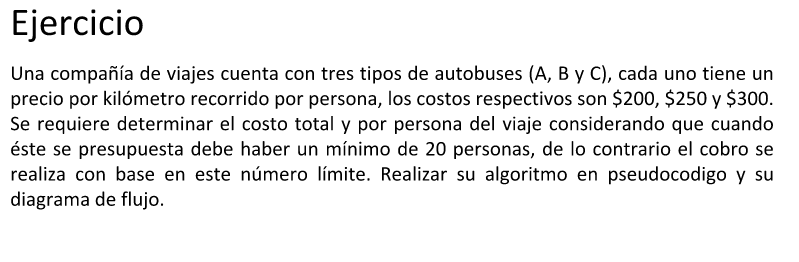 Ejercicio
Una compañía de viajes cuenta con tres tipos de autobuses (A, B y C), cada uno tiene un
precio por kilómetro recorrido por persona, los costos respectivos son $200, $250 y $300.
Se requiere determinar el costo total y por persona del viaje considerando que cuando
éste se presupuesta debe haber un mínimo de 20 personas, de lo contrario el cobro se
realiza con base en este número límite. Realizar su algoritmo en pseudocodigo y su
diagrama de flujo.